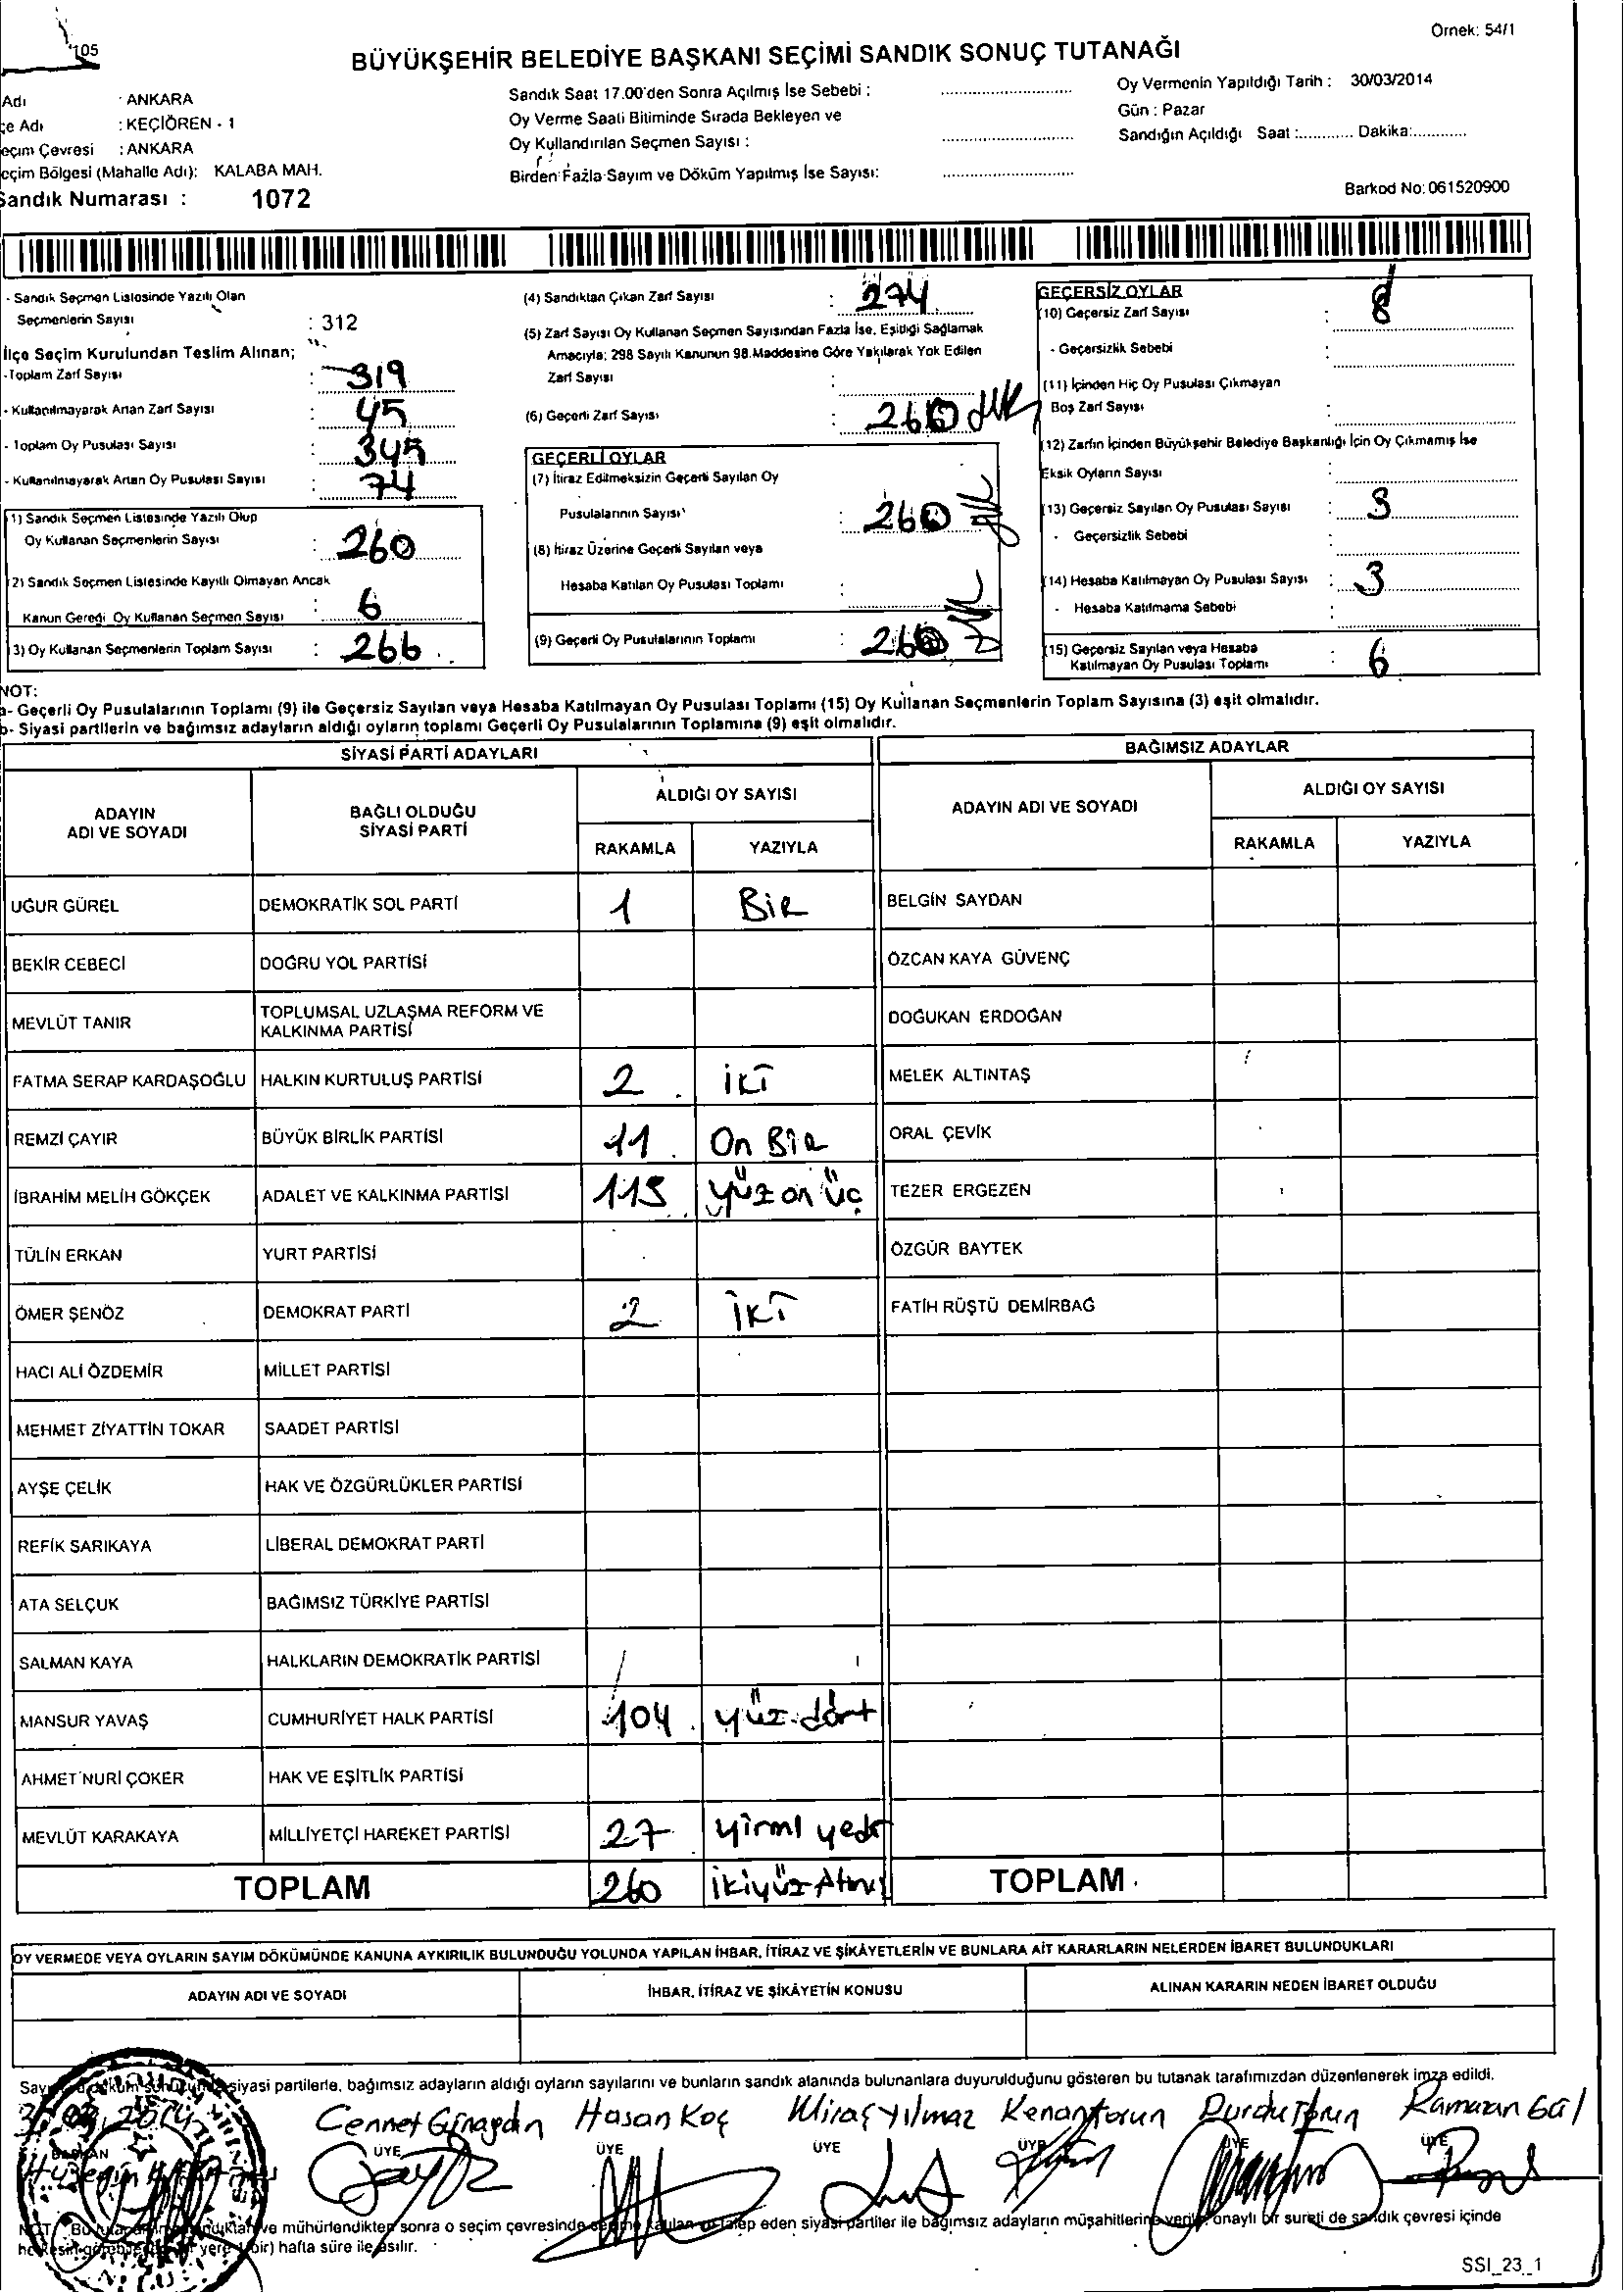 105
Örnek: 54/1
BÜYÜKŞEHİR BELEDİYE BAŞKANI SEÇİMİ SANDIK SONUÇ TUTANAĞI
Adı : ANKARA
çe Adı : KEÇİÖREN - 1
eçim Çevresi : ANKARA
eçim Bölgesi (Mahalle Adı): KALABA MAH.
Sandık Numarası : 1072
Sandık Saat 17.00'den Sonra Açılmış İse Sebebi :
Oy Verme Saati Bitiminde Sırada Bekleyen ve
Oy Kullandırılan Seçmen Sayısı :
Birden Fazla Sayım ve Döküm Yapılmış İse Sayısı:
Oy Vermenin Yapıldığı Tarih : 30/03/2014
Gün : Pazar
Sandığın Açıldığı Saat :........... Dakika:...........
Barkod No: 061520900
- Sandık Seçmen Listesinde Yazılı Olan
Seçmenlerin Sayısı : 312
İlçe Seçim Kurulundan Teslim Alınan;
-Toplam Zarf Sayısı : 319
- Kullanılmayarak Artan Zarf Sayısı : 45
- Toplam Oy Pusulası Sayısı : 345
- Kullanılmayarak Artan Oy Pusulası Sayısı : 74
1) Sandık Seçmen Listesinde Yazılı Olup
Oy Kullanan Seçmenlerin Sayısı : 260
2) Sandık Seçmen Listesinde Kayıtlı Olmayan Ancak
Kanun Gereği Oy Kullanan Seçmen Sayısı : 6
3) Oy Kullanan Seçmenlerin Toplam Sayısı : 266
(4) Sandıktan Çıkan Zarf Sayısı : 274
(5) Zarf Sayısı Oy Kullanan Seçmen Sayısından Fazla İse, Eşitliği Sağlamak
Amacıyla; 298 Sayılı Kanunun 98.Maddesine Göre Yakılarak Yok Edilen
Zarf Sayısı :
(6) Geçerli Zarf Sayısı : 260
GEÇERLİ OYLAR
(7) İtiraz Edilmeksizin Geçerli Sayılan Oy
Pusulalarının Sayısı : 260
(8) İtiraz Üzerine Geçerli Sayılan veya
Hesaba Katılan Oy Pusulası Toplamı :
(9) Geçerli Oy Pusulalarının Toplamı : 260
GEÇERSİZ OYLAR
(10) Geçersiz Zarf Sayısı : 8
- Geçersizlik Sebebi :
(11) İçinden Hiç Oy Pusulası Çıkmayan
Boş Zarf Sayısı :
(12) Zarfın İçinden Büyükşehir Belediye Başkanlığı İçin Oy Çıkmamış İse
Eksik Oyların Sayısı :
(13) Geçersiz Sayılan Oy Pusulası Sayısı : 3
- Geçersizlik Sebebi :
(14) Hesaba Katılmayan Oy Pusulası Sayısı : 3
- Hesaba Katılmama Sebebi :
(15) Geçersiz Sayılan veya Hesaba
Katılmayan Oy Pusulası Toplamı : 6
NOT:
a- Geçerli Oy Pusulalarının Toplamı (9) ile Geçersiz Sayılan veya Hesaba Katılmayan Oy Pusulası Toplamı (15) Oy Kullanan Seçmenlerin Toplam Sayısına (3) eşit olmalıdır.
b- Siyasi partilerin ve bağımsız adayların aldığı oyların toplamı Geçerli Oy Pusulalarının Toplamına (9) eşit olmalıdır.
SİYASİ PARTİ ADAYLARI BAĞIMSIZ ADAYLAR
ADAYIN ADI VE SOYADI BAĞLI OLDUĞU SİYASİ PARTİ ALDIĞI OY SAYISI ADAYIN ADI VE SOYADI ALDIĞI OY SAYISI
RAKAMLA YAZIYLA RAKAMLA YAZIYLA
UĞUR GÜREL DEMOKRATİK SOL PARTİ 1 BiR BELGİN SAYDAN
BEKİR CEBECİ DOĞRU YOL PARTİSİ ÖZCAN KAYA GÜVENÇ
MEVLÜT TANIR TOPLUMSAL UZLAŞMA REFORM VE KALKINMA PARTİSİ DOĞUKAN ERDOĞAN
FATMA SERAP KARDAŞOĞLU HALKIN KURTULUŞ PARTİSİ 2 iKİ MELEK ALTINTAŞ
REMZİ ÇAYIR BÜYÜK BİRLİK PARTİSİ 11 On BiR ORAL ÇEVİK
İBRAHİM MELİH GÖKÇEK ADALET VE KALKINMA PARTİSİ 113 yüz on üç TEZER ERGEZEN
TÜLİN ERKAN YURT PARTİSİ ÖZGÜR BAYTEK
ÖMER ŞENÖZ DEMOKRAT PARTİ 2 İKİ FATİH RÜŞTÜ DEMİRBAĞ
HACI ALİ ÖZDEMİR MİLLET PARTİSİ
MEHMET ZİYATTİN TOKAR SAADET PARTİSİ
AYŞE ÇELİK HAK VE ÖZGÜRLÜKLER PARTİSİ
REFİK SARIKAYA LİBERAL DEMOKRAT PARTİ
ATA SELÇUK BAĞIMSIZ TÜRKİYE PARTİSİ
SALMAN KAYA HALKLARIN DEMOKRATİK PARTİSİ
MANSUR YAVAŞ CUMHURİYET HALK PARTİSİ 104 yüz dört
AHMET NURİ ÇOKER HAK VE EŞİTLİK PARTİSİ
MEVLÜT KARAKAYA MİLLİYETÇİ HAREKET PARTİSİ 27 yirmi yedi
TOPLAM 260 ikiyüz Atmış TOPLAM
OY VERMEDE VEYA OYLARIN SAYIM DÖKÜMÜNDE KANUNA AYKIRILIK BULUNDUĞU YOLUNDA YAPILAN İHBAR, İTİRAZ VE ŞİKÂYETLERİN VE BUNLARA AİT KARARLARIN NELERDEN İBARET BULUNDUKLARI
ADAYIN ADI VE SOYADI İHBAR, İTİRAZ VE ŞİKÂYETİN KONUSU ALINAN KARARIN NEDEN İBARET OLDUĞU
siyasi partilerle, bağımsız adayların aldığı oyların sayılarını ve bunların sandık alanında bulunanlara duyurulduğunu gösteren bu tutanak tarafımızdan düzenlenerek imza edildi.
Cennet Günaydın Hasan Koç Miraç Yılmaz Kenan Torun Durdu Torun Ramazan Gül
BAŞKAN ÜYE ÜYE ÜYE ÜYE ÜYE ÜYE
ve mühürlendikten sonra o seçim çevresinde seçime katılan ve talep eden siyasi partiler ile bağımsız adayların müşahitlerine verilir, onaylı bir sureti de sandık çevresi içinde
yere (bir) hafta süre ile asılır.
SSI_23_1